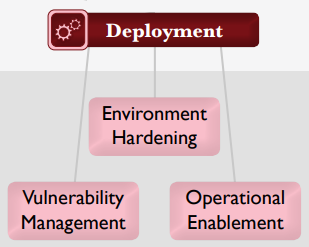 Deployment
Environment
Hardening
Vulnerability
Management
Operational
Enablement